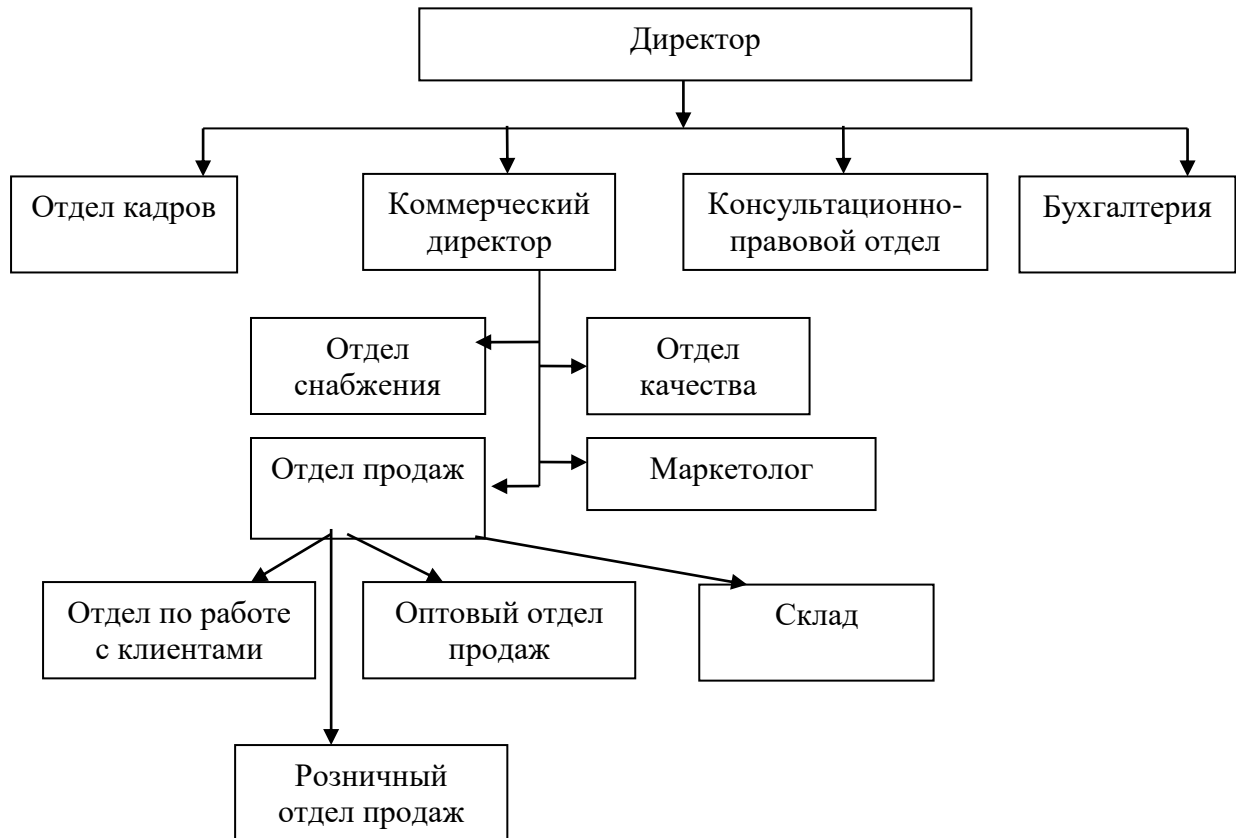 Директор
Отдел кадров
Коммерческий
директор
Консультационно-
правовой отдел
Бухгалтерия
Отдел
снабжения
Отдел
качества
Отдел продаж
Маркетолог
Отдел по работе
с клиентами
Оптовый отдел
продаж
Склад
Розничный
отдел продаж